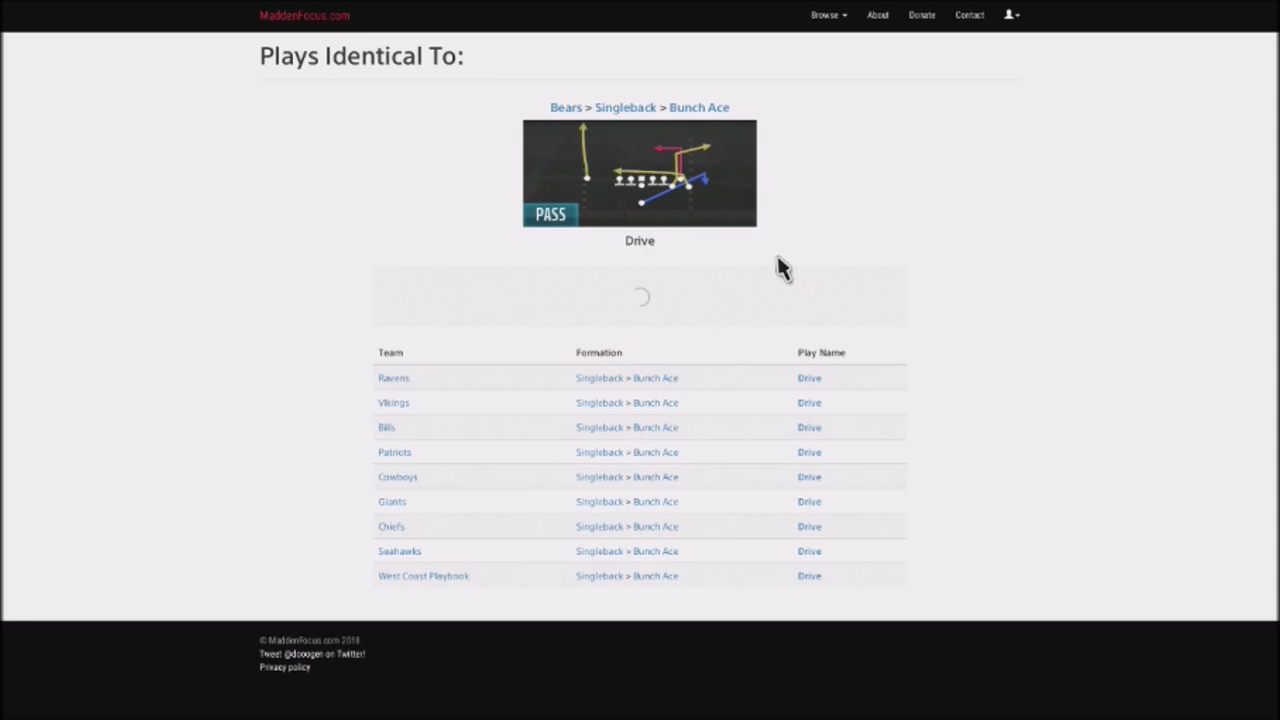 MaddenFocus.com Browse About Donate Contact
Plays Identical To:
Bears > Singleback > Bunch Ace
PASS
Drive
Team Formation Play Name
Ravens Singleback > Bunch Ace Drive
Vikings Singleback > Bunch Ace Drive
Bills Singleback > Bunch Ace Drive
Patriots Singleback > Bunch Ace Drive
Cowboys Singleback > Bunch Ace Drive
Giants Singleback > Bunch Ace Drive
Chiefs Singleback > Bunch Ace Drive
Seahawks Singleback > Bunch Ace Drive
West Coast Playbook Singleback > Bunch Ace Drive
© MaddenFocus.com 2018
Tweet @dooogen on Twitter!
Privacy policy